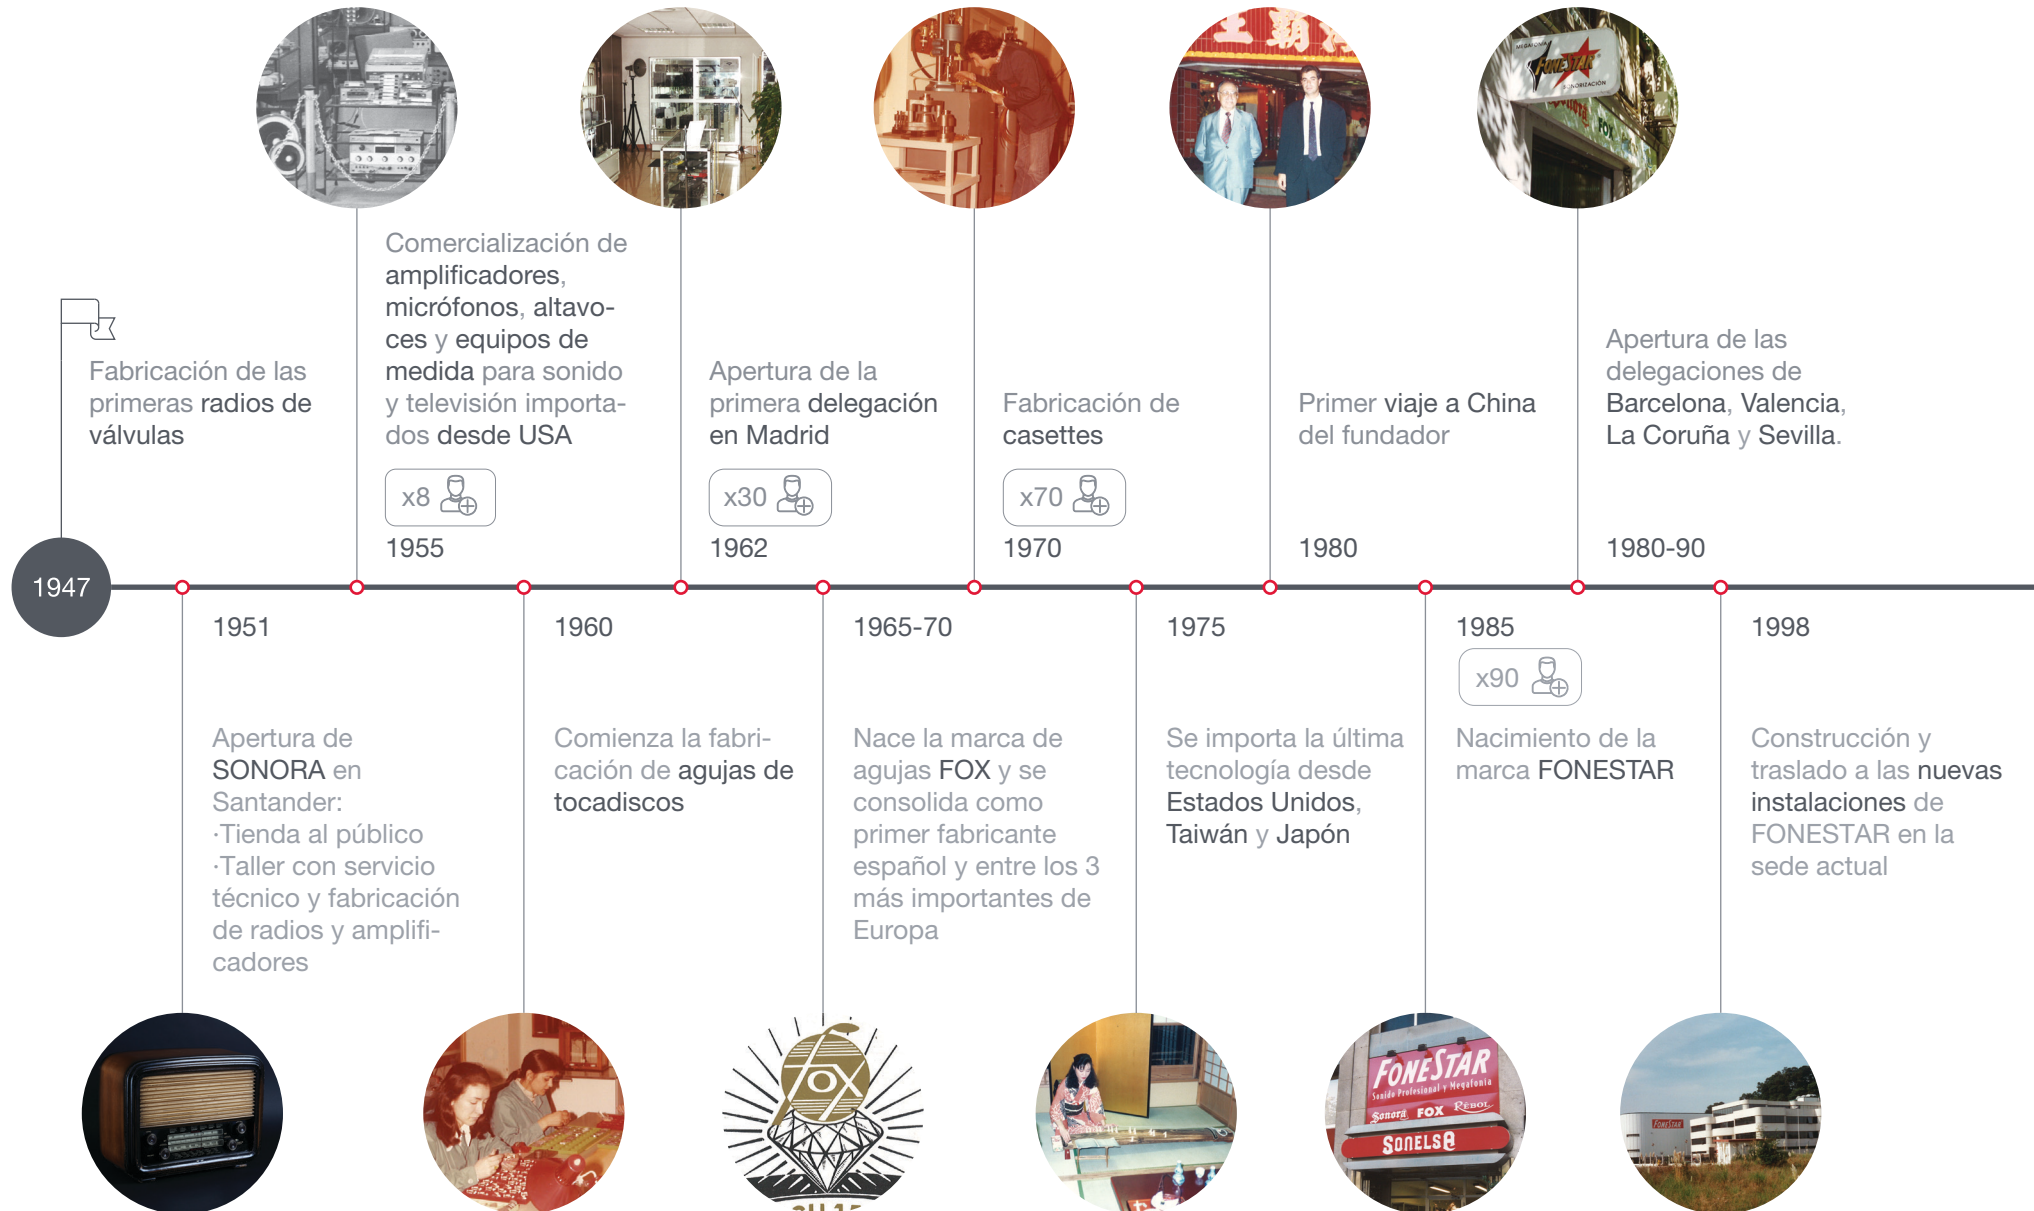 Fabricación de las
primeras radios de
válvulas
1947
1951
Apertura de
SONORA en
Santander:
·Tienda al público
·Taller con servicio
técnico y fabricación
de radios y amplifi-
cadores
Comercialización de
amplificadores,
micrófonos, altavo-
ces y equipos de
medida para sonido
y televisión importa-
dos desde USA
x8
1955
1960
Comienza la fabri-
cación de agujas de
tocadiscos
Apertura de la
primera delegación
en Madrid
x30
1962
1965-70
Nace la marca de
agujas FOX y se
consolida como
primer fabricante
español y entre los 3
más importantes de
Europa
fox
Fabricación de
casettes
x70
1970
1975
Se importa la última
tecnología desde
Estados Unidos,
Taiwán y Japón
Primer viaje a China
del fundador
1980
1985
x90
Nacimiento de la
marca FONESTAR
FONESTAR
Sonido Profesional y Megafonía
Sonora FOX RÉBOL
SONELSA
MEGAFONIA
FONESTAR
SONORIZACIÓN
Sonora FOX
Apertura de las
delegaciones de
Barcelona, Valencia,
La Coruña y Sevilla.
1980-90
1998
Construcción y
traslado a las nuevas
instalaciones de
FONESTAR en la
sede actual
FONESTAR